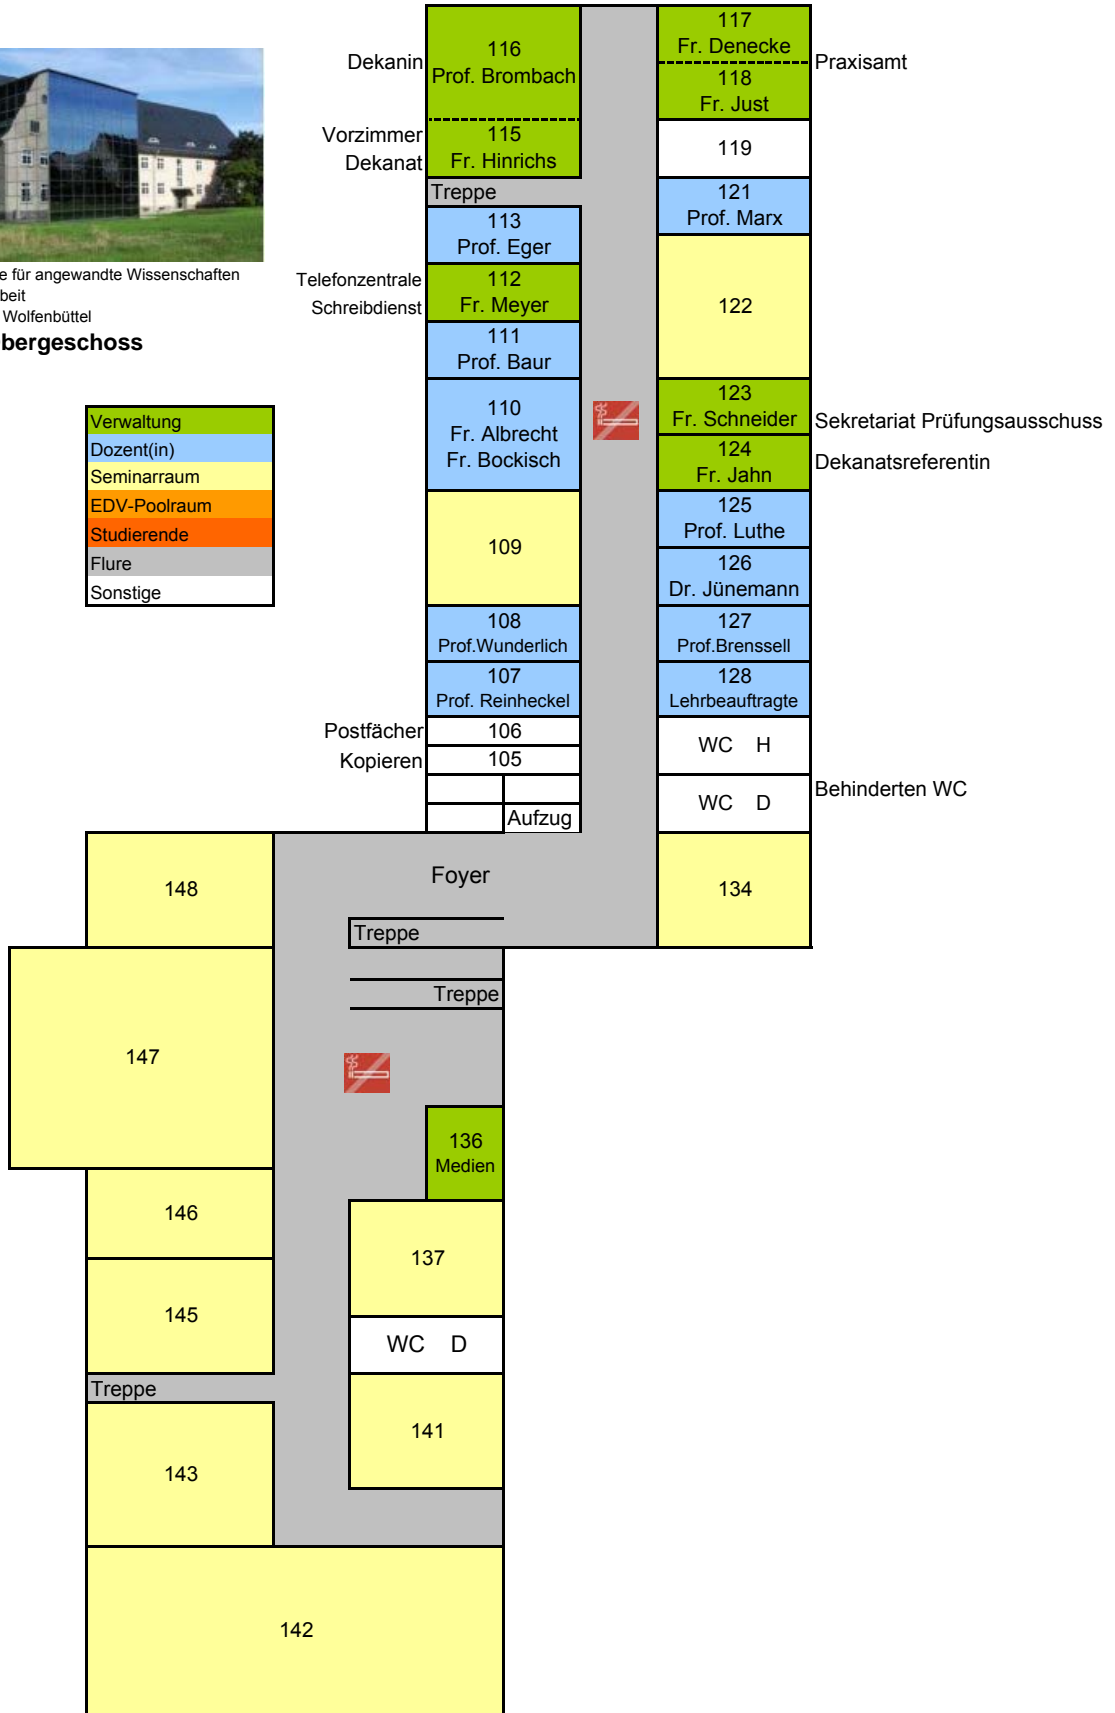 117
Fr. Denecke
116
Dekanin
Prof. Brombach
Praxisamt
118
Fr. Just
Vorzimmer
Dekanat
115
Fr. Hinrichs
119
Treppe
121
Prof. Marx
113
Prof. Eger
für angewandte Wissenschaften
Wolfenbüttel
Telefonzentrale
Schreibdienst
112
Fr. Meyer
122
111
Prof. Baur
110
Fr. Albrecht
Fr. Bockisch
123
Fr. Schneider
Sekretariat Prüfungsausschuss
124
Fr. Jahn
Dekanatsreferentin
Verwaltung
Dozent(in)
Seminarraum
EDV-Poolraum
Studierende
Flure
Sonstige
109
125
Prof. Luthe
126
Dr. Jünemann
108
Prof.Wunderlich
127
Prof.Brenssell
107
Prof. Reinheckel
128
Lehrbeauftragte
Postfächer
106
Kopieren
105
WC H
Aufzug
WC D
Behinderten WC
148
Foyer
134
Treppe
Treppe
147
136
Medien
146
137
145
WC D
Treppe
141
143
142